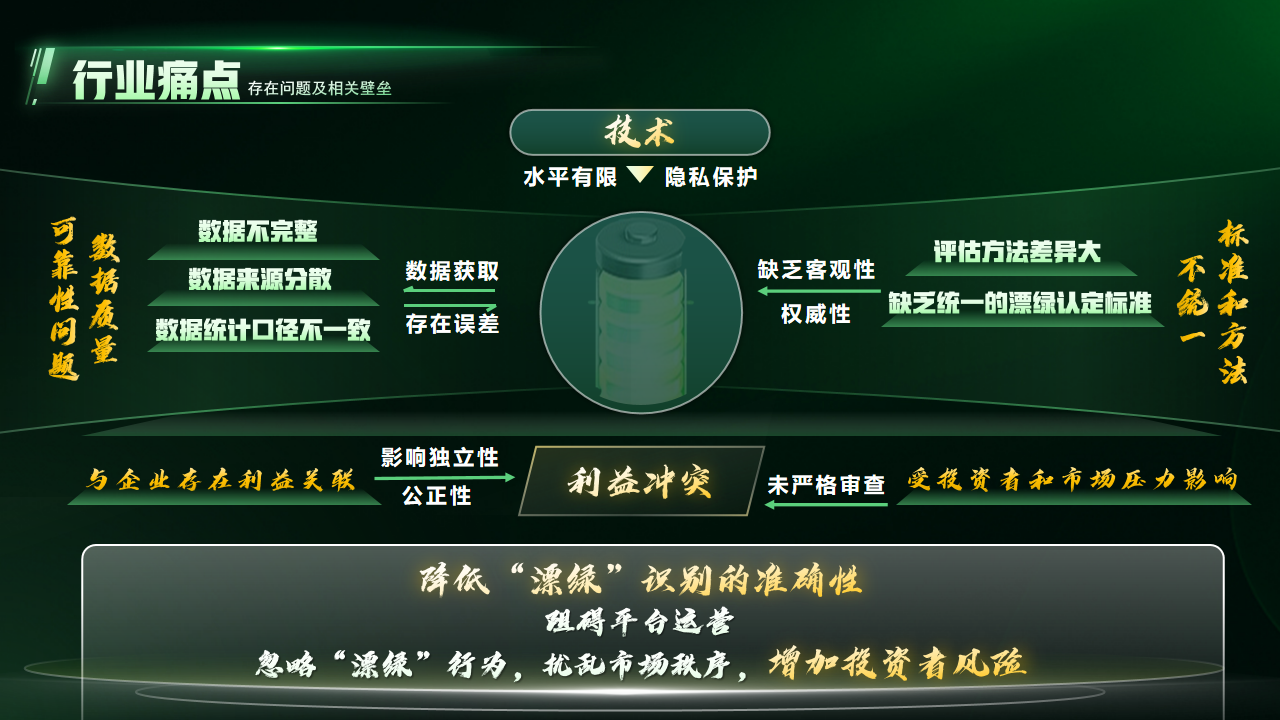 行业痛点 存在问题及相关壁垒
技术
水平有限 隐私保护
可靠性问题
数据质量
数据不完整
数据来源分散
数据统计口径不一致
数据获取
存在误差
缺乏客观性
权威性
评估方法差异大
缺乏统一的漂绿认定标准
标准和方法
不统一
与企业存在利益关联
影响独立性
公正性
利益冲突
未严格审查
受投资者和市场压力影响
降低“漂绿”识别的准确性
阻碍平台运营
忽略“漂绿”行为，扰乱市场秩序，增加投资者风险